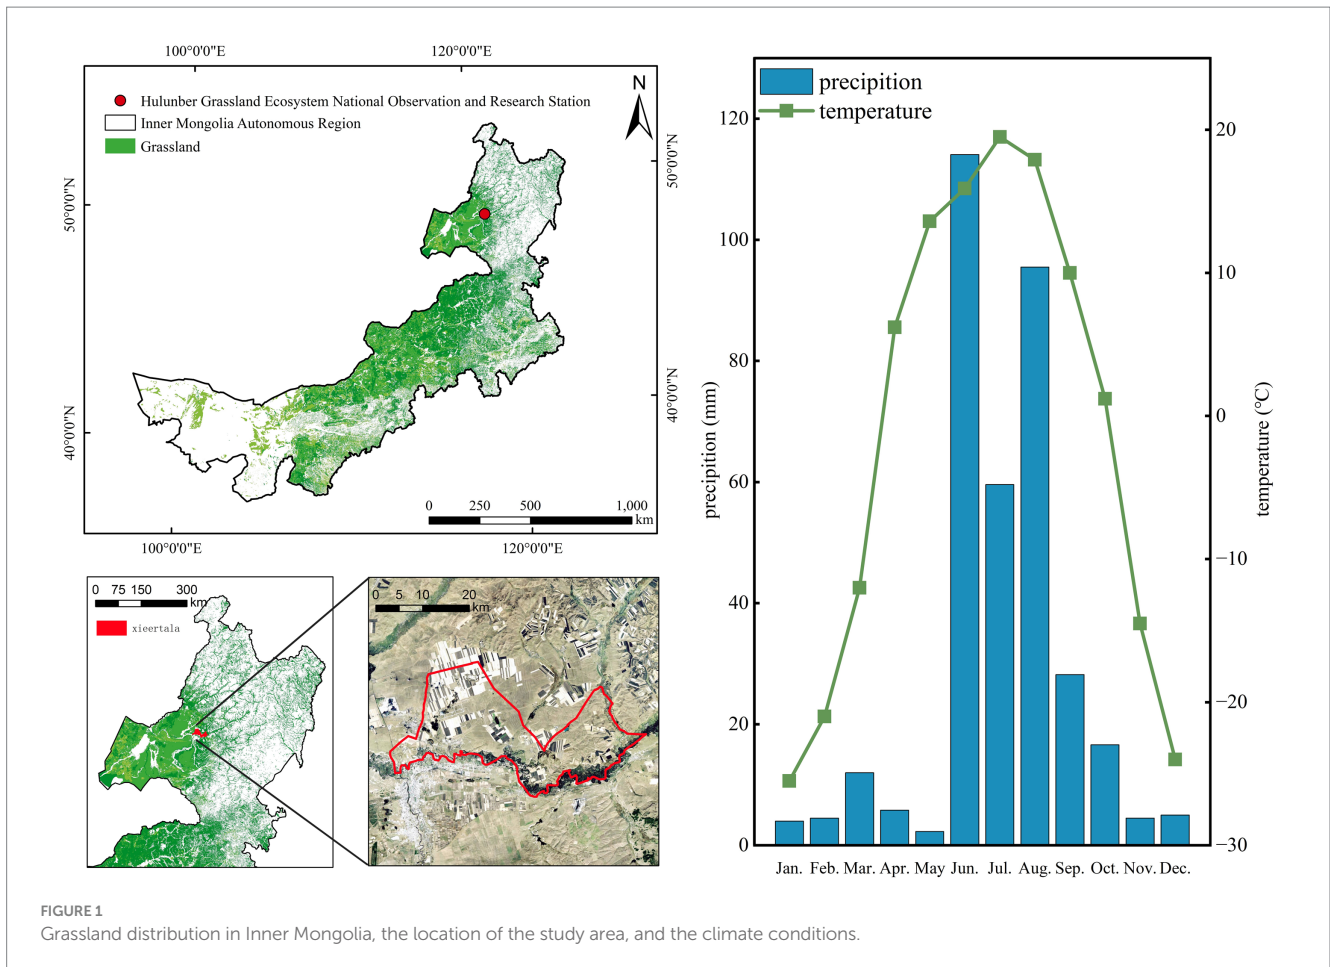 100°0'0"E 120°0'0"E
N
Hulunber Grassland Ecosystem National Observation and Research Station
Inner Mongolia Autonomous Region
Grassland
50°0'0"N
50°0'0"N
40°0'0"N
40°0'0"N
0 250 500 1,000
km
100°0'0"E 120°0'0"E
0 75 150 300
km
xieertala
0 5 10 20
km
precipition
temperature
120
100
80
60
40
20
0
precipition (mm)
20
10
0
−10
−20
−30
temperature (°C)
Jan. Feb. Mar. Apr. May Jun. Jul. Aug. Sep. Oct. Nov. Dec.
FIGURE 1
Grassland distribution in Inner Mongolia, the location of the study area, and the climate conditions.